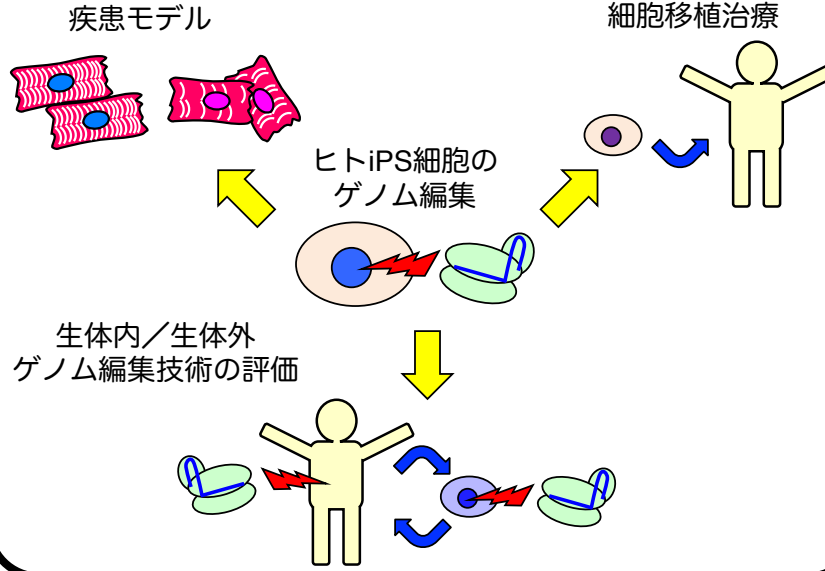 疾患モデル
細胞移植治療
ヒトiPS細胞の
ゲノム編集
生体内／生体外
ゲノム編集技術の評価